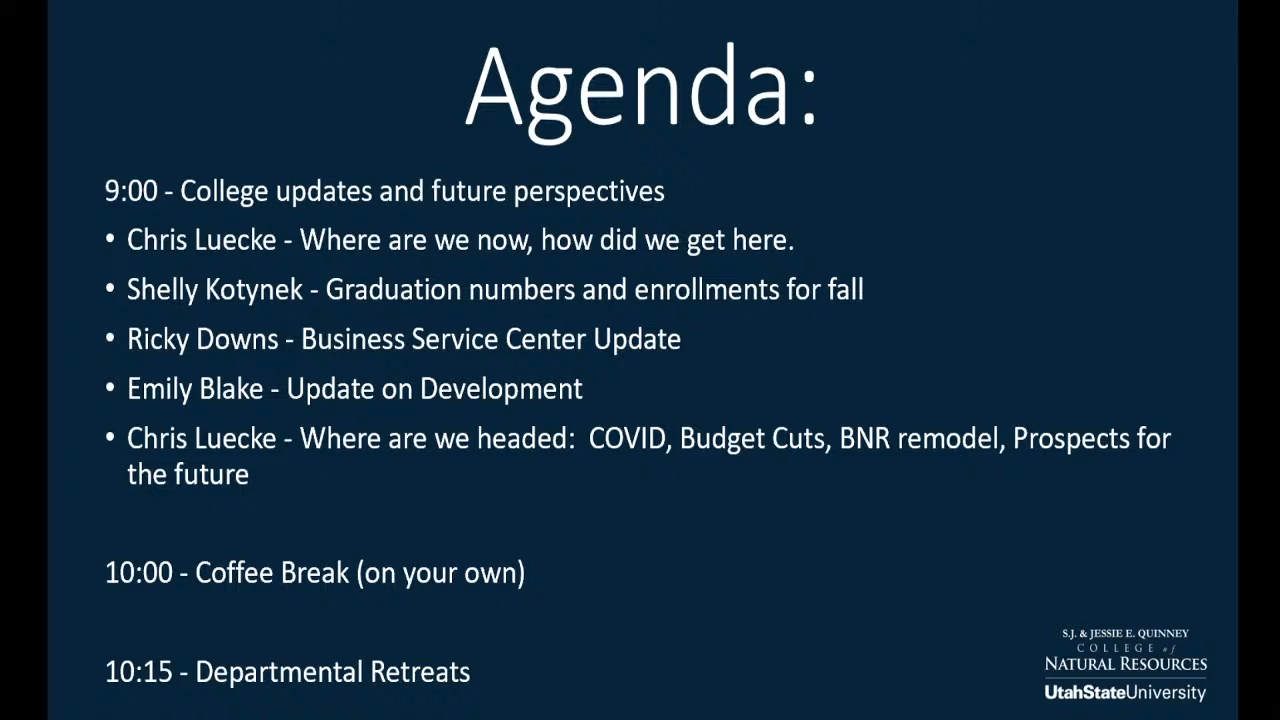 Agenda:
9:00 - College updates and future perspectives
• Chris Luecke - Where are we now, how did we get here.
• Shelly Kotynek - Graduation numbers and enrollments for fall
• Ricky Downs - Business Service Center Update
• Emily Blake - Update on Development
• Chris Luecke - Where are we headed:  COVID, Budget Cuts, BNR remodel, Prospects for
the future
10:00 - Coffee Break (on your own)
10:15 - Departmental Retreats
S.J. & JESSIE E. QUINNEY
COLLEGE of
NATURAL RESOURCES
UtahStateUniversity